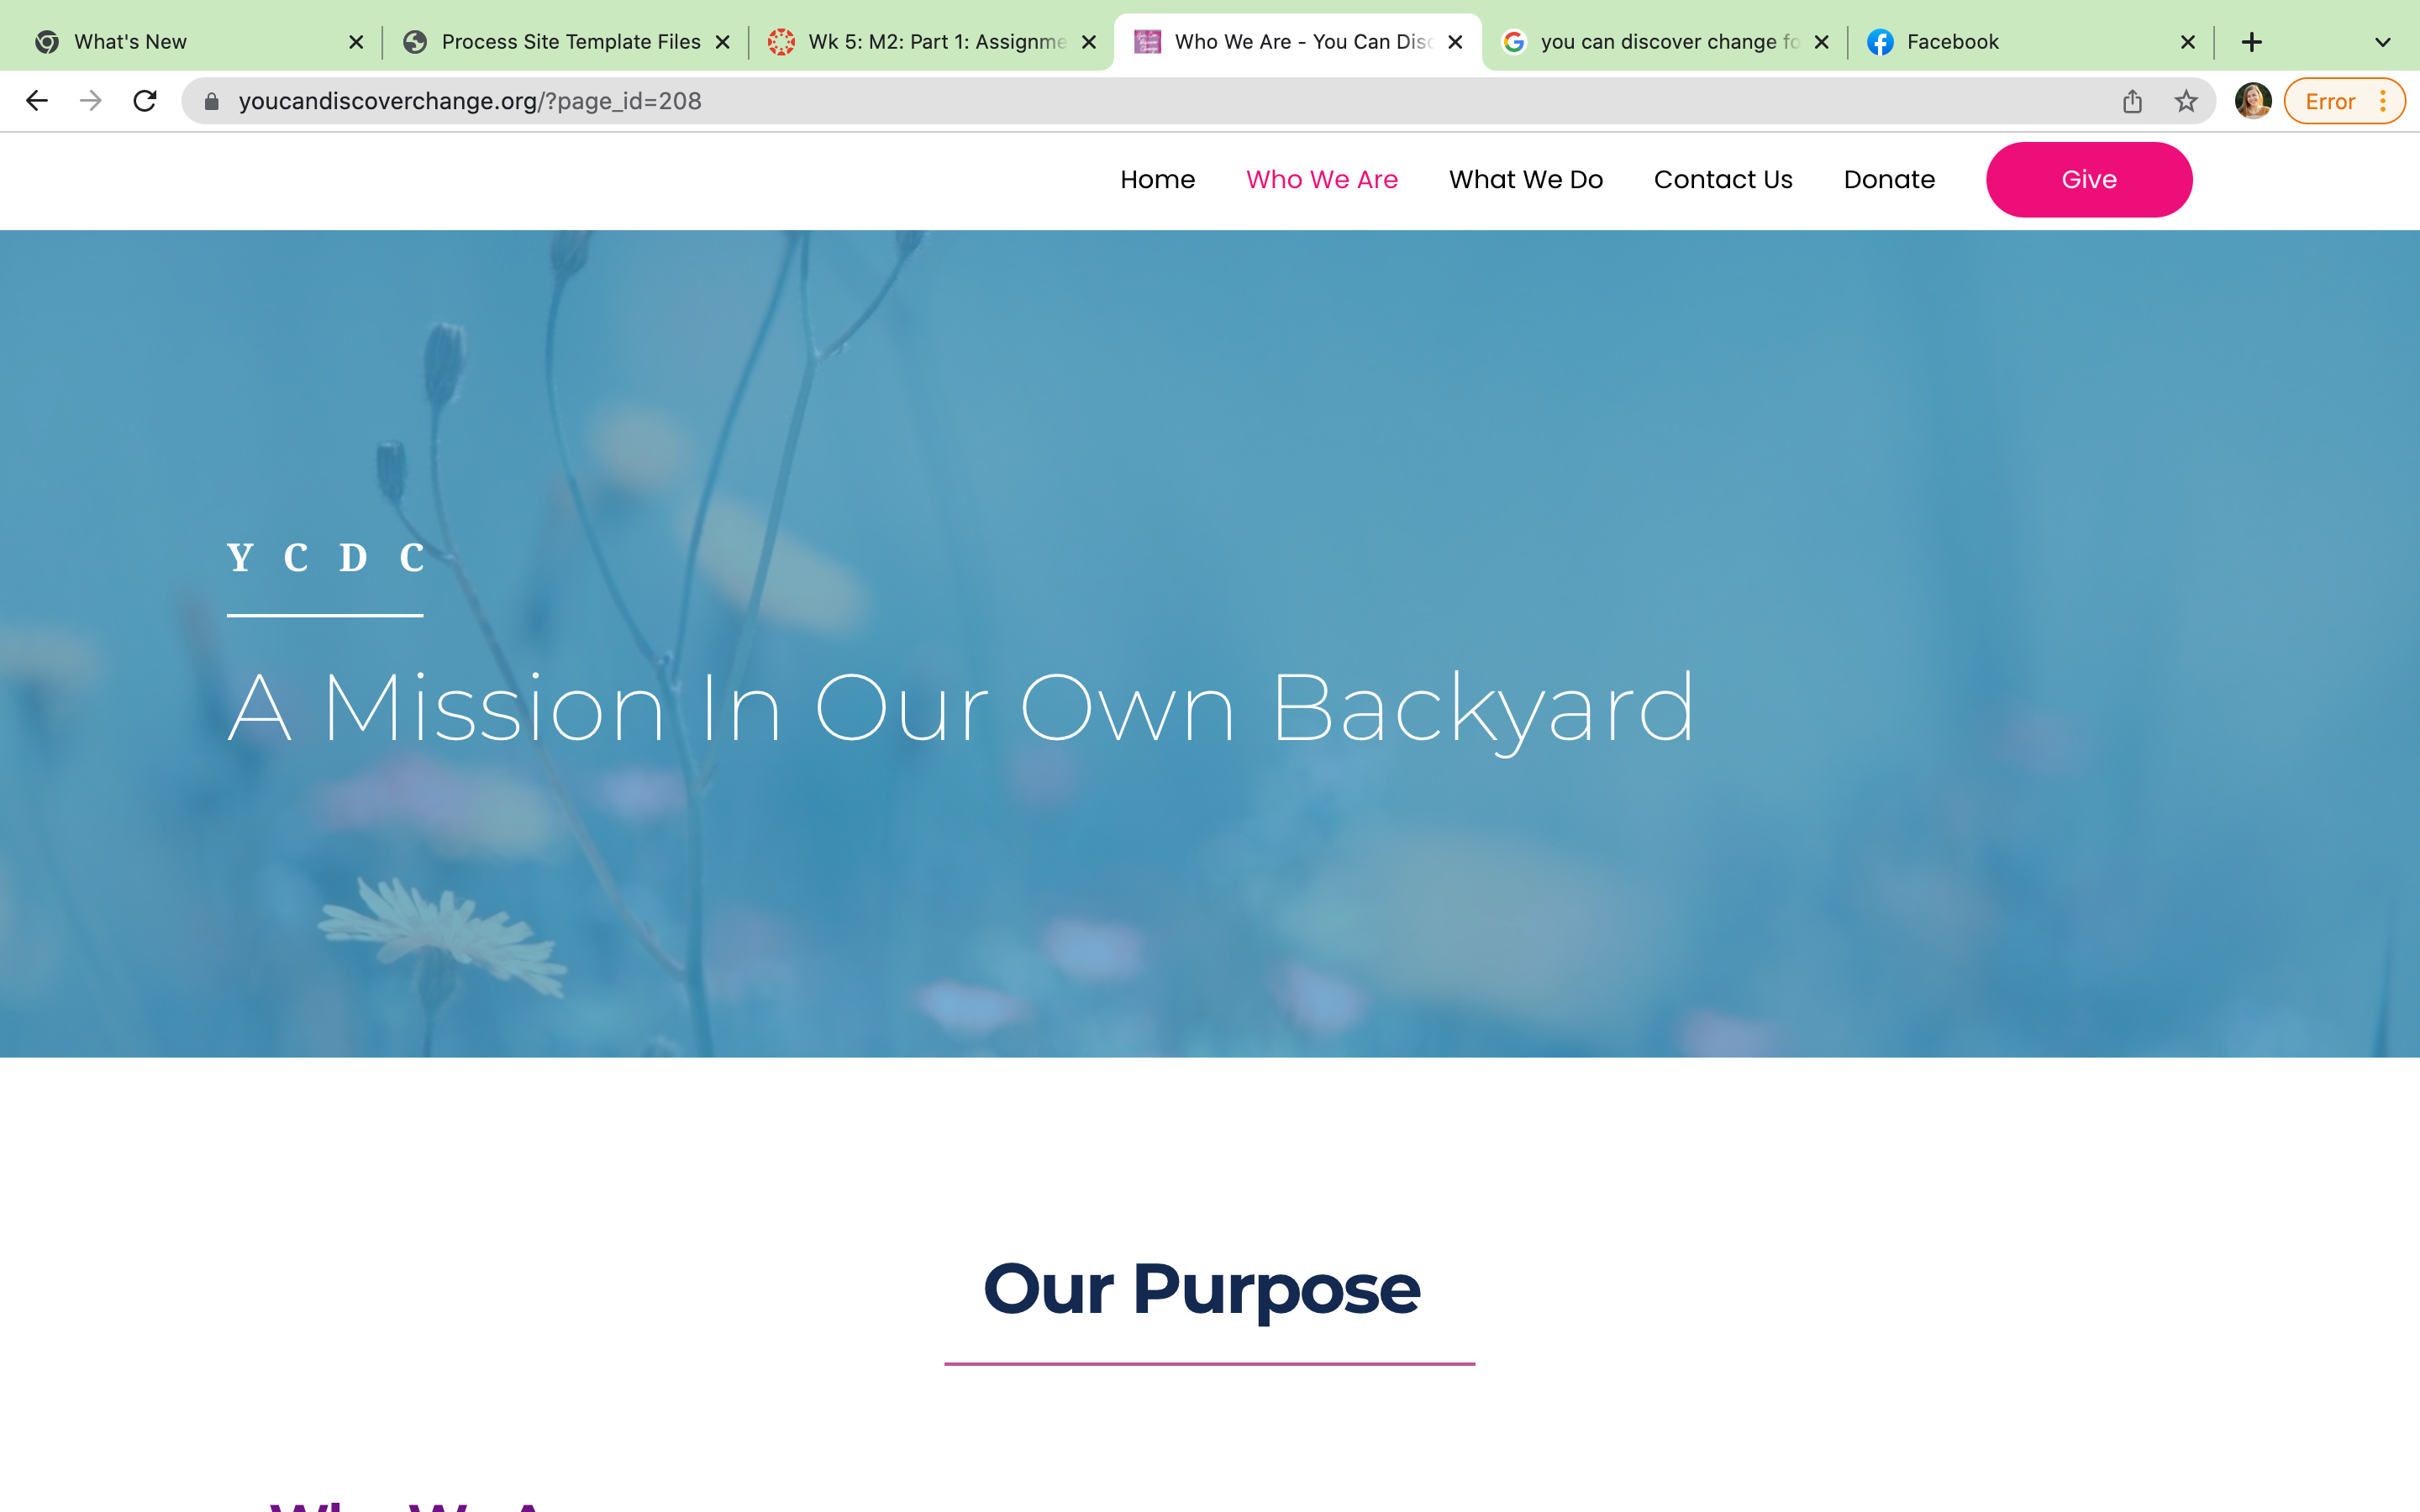 What's New
Process Site Template Files
Wk 5: M2: Part 1: Assignme
Who We Are - You Can Disc
you can discover change fo
Facebook
youcandiscoverchange.org/?page_id=208
Error
Home Who We Are What We Do Contact Us Donate Give
Y C D C
A Mission In Our Own Backyard
Our Purpose